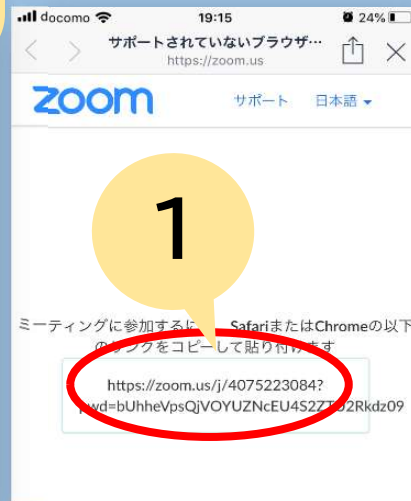 docomo 19:15 24%
サポートされていないブラウザ…
https://zoom.us
zoom サポート 日本語
1
ミーティングに参加するに SafariまたはChromeの以下
のリンクをコピーして貼り付けます
https://zoom.us/j/4075223084?
pwd=bUhheVpsQjVOYUZNcEU4S2ZT 2Rkdz09